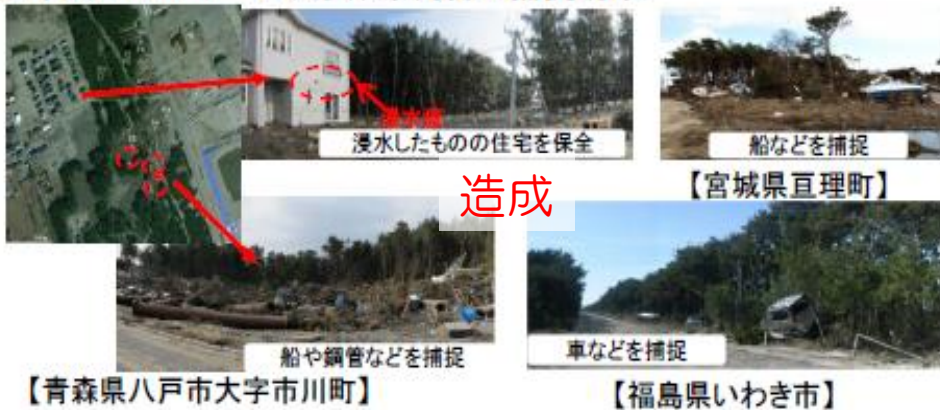 浸水痕
浸水したものの住宅を保全
船などを捕捉
【宮城県亘理町】
造成
船や鋼管などを捕捉
車などを捕捉
【青森県八戸市大字市川町】
【福島県いわき市】